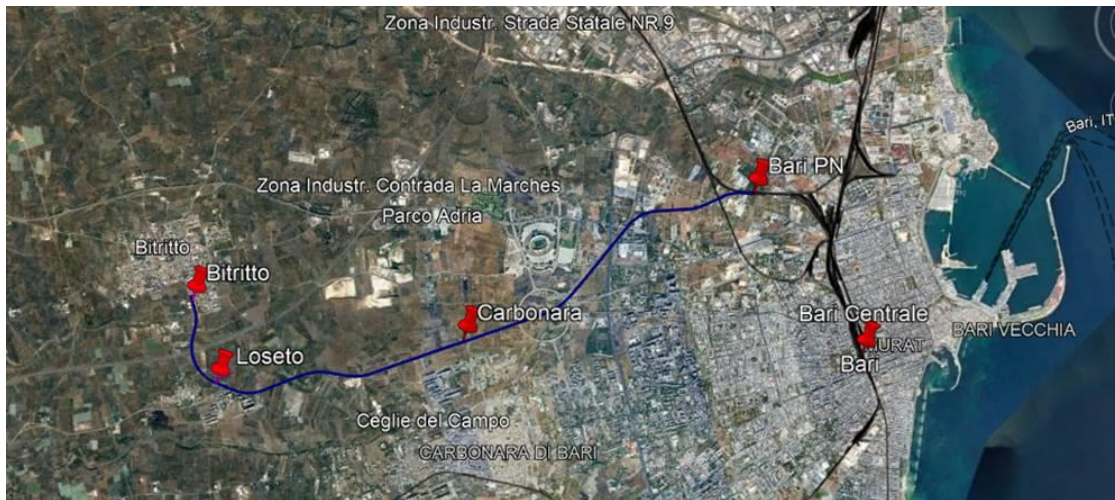 Zona Industr. Strada Statale NR.9
Bari, IT
Bari PN
Zona Industr. Contrada La Marches
Parco Adria
Bitritto
Bitritto
Carbonara
Bari Centrale
BARI VECCHIA
MURAT
Bari
Loseto
Ceglie del Campo
CARBONARA DI BARI